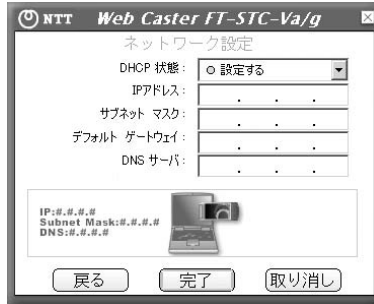 NTT Web Caster FT-STC-Va/g
ネットワーク設定
DHCP 状態: 設定する
IPアドレス: . . .
サブネット マスク: . . .
デフォルト ゲートウェイ: . . .
DNS サーバ: . . .
IP:#.#.#.#
Subnet Mask:#.#.#.#
DNS:#.#.#.#
戻る 完了 取り消し